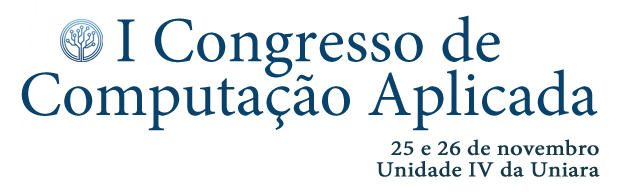 I Congresso de
Computação Aplicada
25 e 26 de novembro
Unidade IV da Uniara